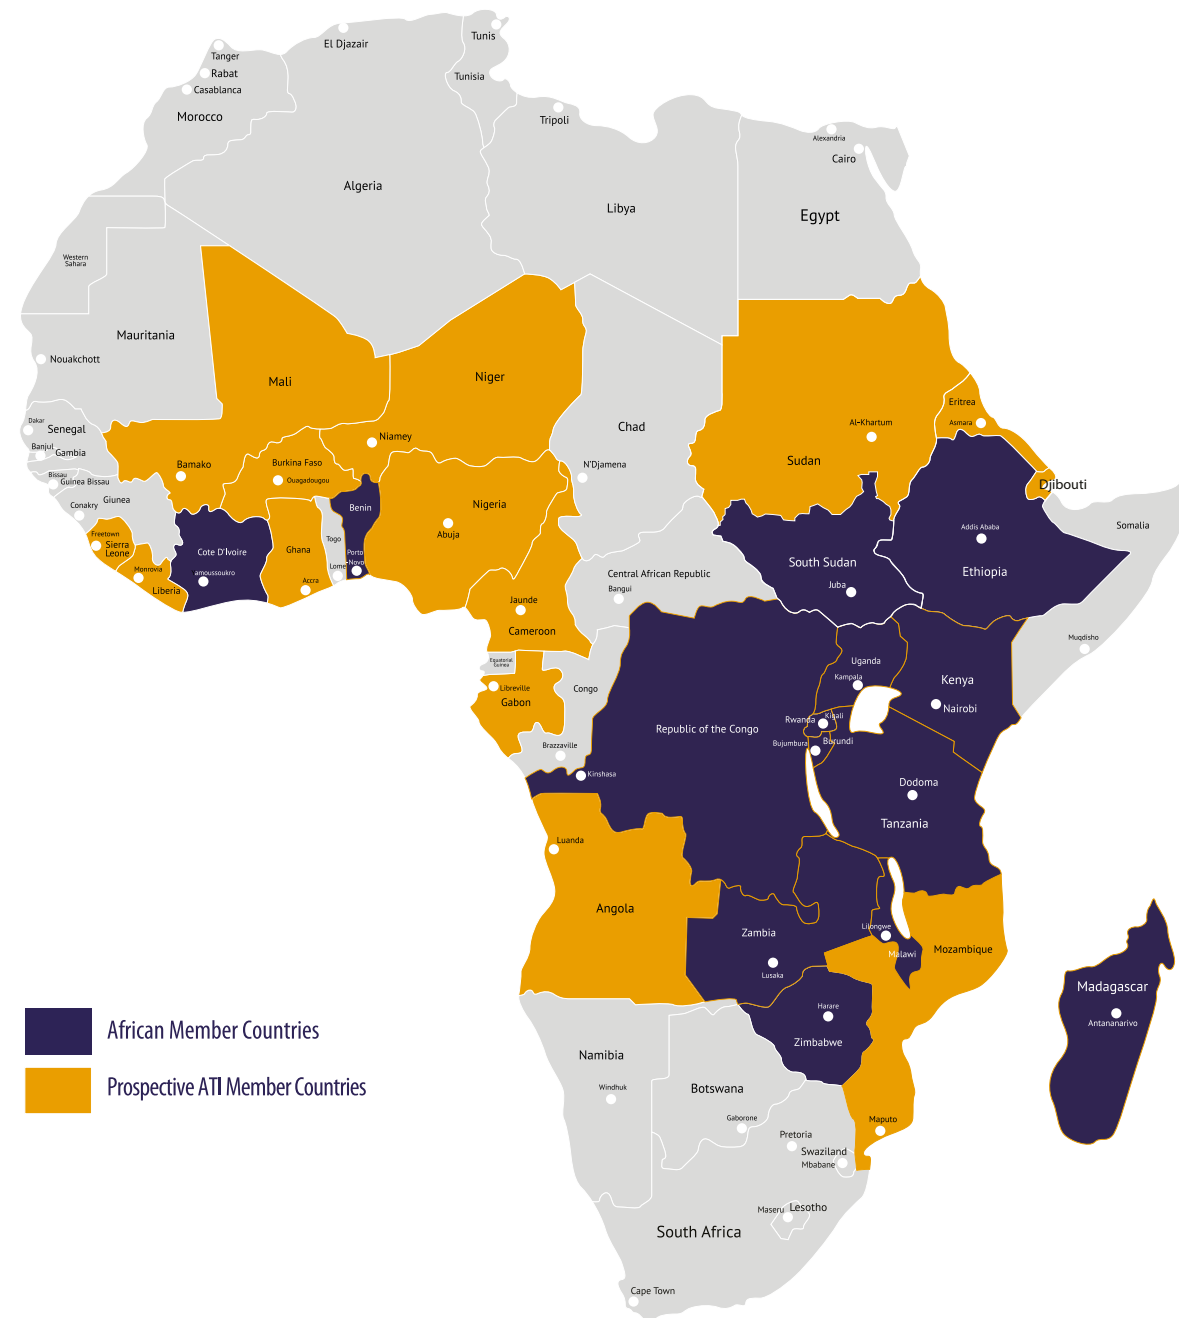 Tunis
El Djazair
Tanger
Rabat
Casablanca
Morocco
Tunisia
Tripoli
Alexandria
Cairo
Algeria
Libya
Egypt
Western
Sahara
Mauritania
Nouakchott
Mali
Niger
Chad
Eritrea
Asmara
Al-Khartum
Sudan
Dakar
Senegal
Banjul
Gambia
Bissau
Guinea Bissau
Conakry
Giunea
Bamako
Niamey
Burkina Faso
Ouagadougou
N'Djamena
Djibouti
Nigeria
Abuja
Benin
Freetown
Sierra
Leone
Cote D'Ivoire
amoussoukro
Ghana
Togo
Porto
-Novo
Lome
Accra
Monrovia
Liberia
Somalia
Addis Ababa
Ethiopia
South Sudan
Juba
Central African Republic
Bangui
Jaunde
Cameroon
Muqdisho
Equatorial
Guinea
Libreville
Gabon
Congo
Uganda
Kampala
Kenya
Nairobi
Republic of the Congo
Rwanda
Kigali
Bujumbura
Burundi
Brazzaville
Kinshasa
Dodoma
Tanzania
Luanda
Angola
Zambia
Lusaka
Lilongwe
Malawi
Mozambique
Madagascar
Antananarivo
Harare
Zimbabwe
African Member Countries
Prospective ATI Member Countries
Namibia
Windhuk
Botswana
Gaborone
Maputo
Pretoria
Swaziland
Mbabane
Maseru
Lesotho
South Africa
Cape Town